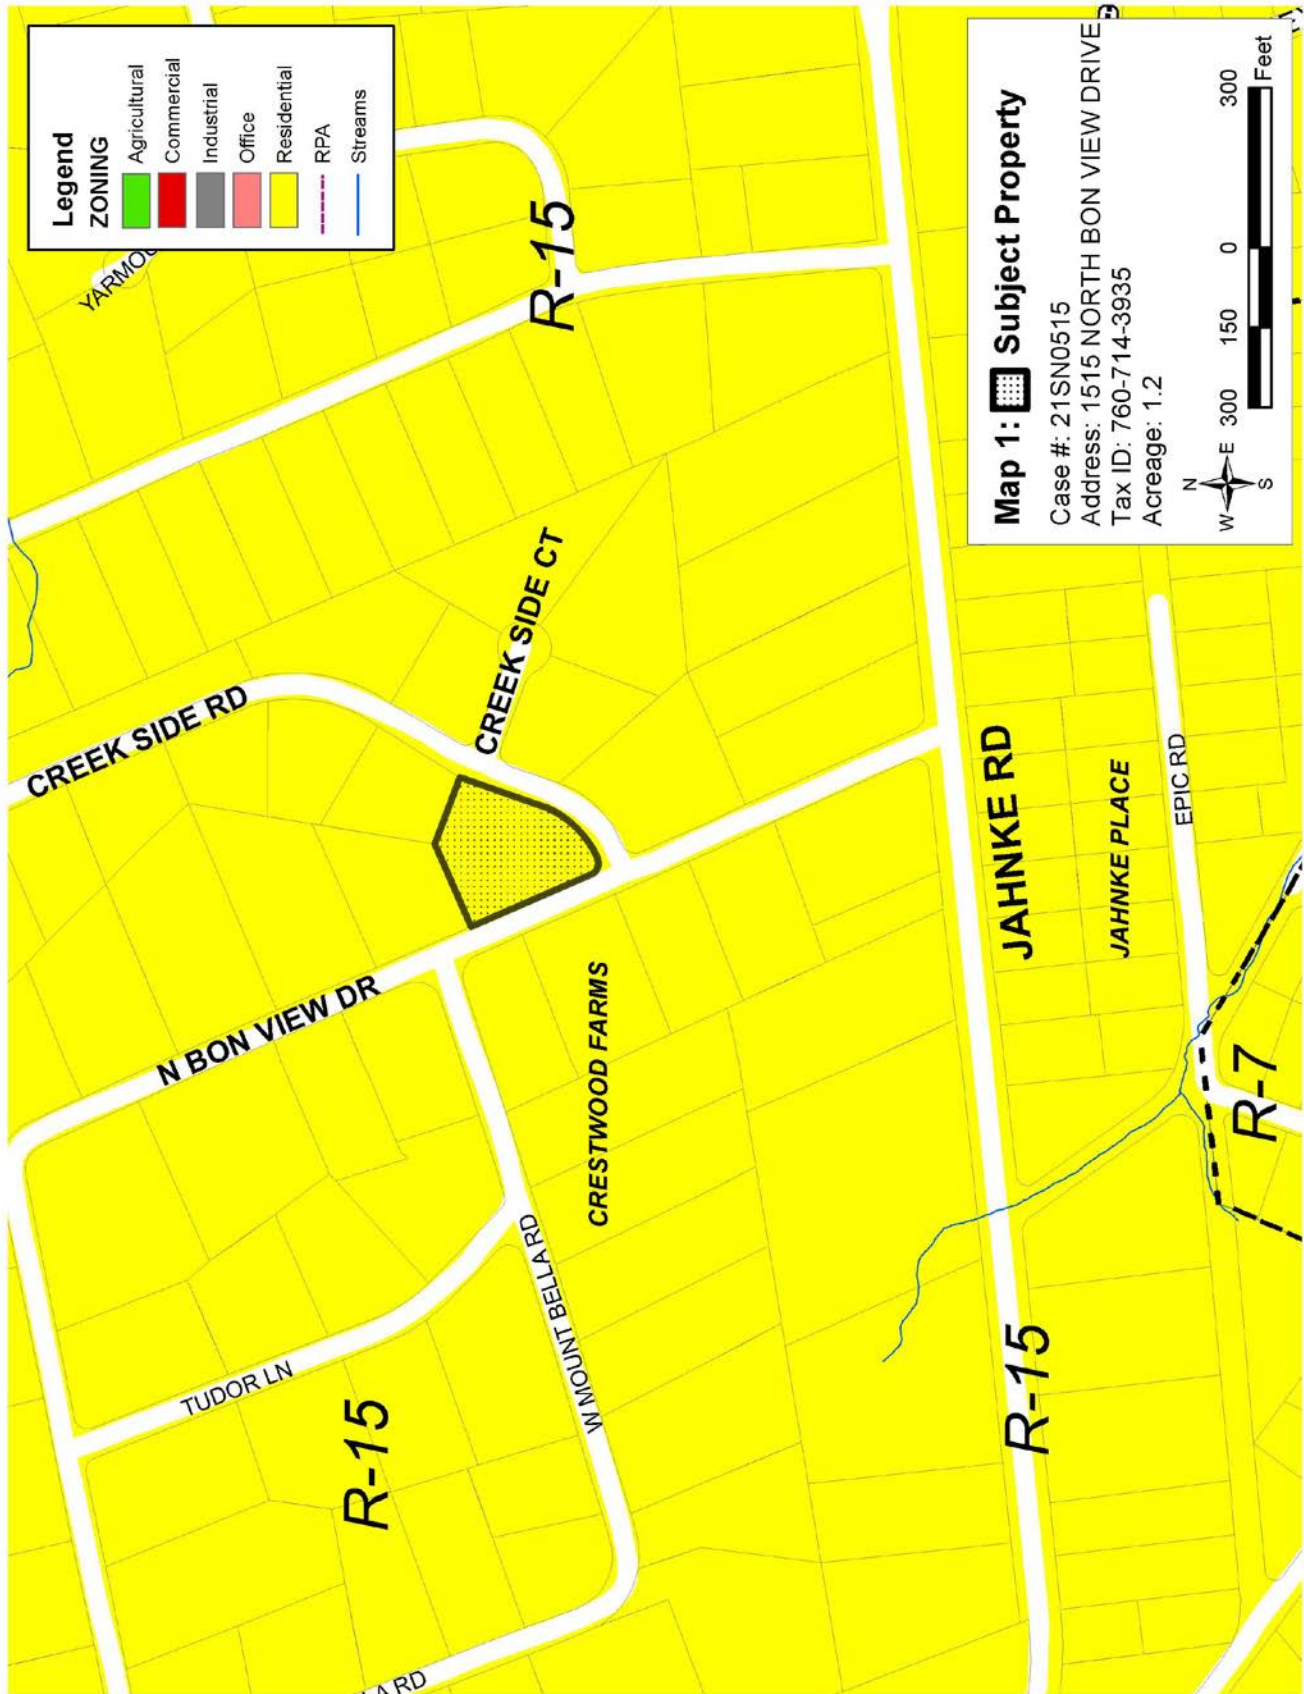 Legend
ZONING
Agricultural
Commercial
Industrial
Office
Residential
RPA
Streams
R-15
CREEK SIDE RD
CREEK SIDE CT
N BON VIEW DR
TUDOR LN
R-15
W MOUNT BELLA RD
CRESTWOOD FARMS
JAHNKE RD
JAHNKE PLACE
EPIC RD
R-15
R-7
Map 1: Subject Property
Case #: 21SN0515
Address: 1515 NORTH BON VIEW DRIVE
Tax ID: 760-714-3935
Acreage: 1.2
N
W E
S
300 150 0 300
Feet